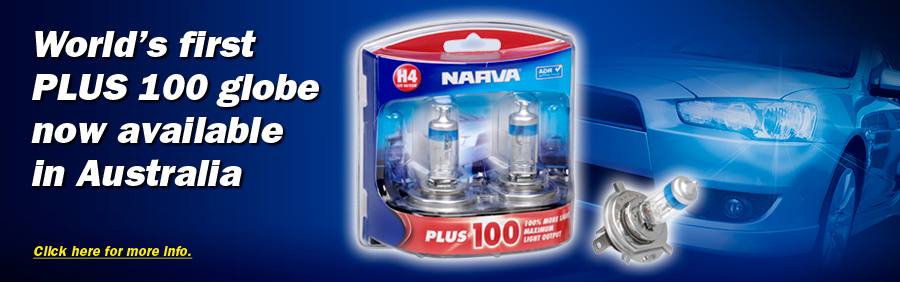 World's first
PLUS 100 globe
now available
in Australia
Click here for more info.
H4
NARVA
ADR
PLUS 100
100% MORE LIGHT
MAXIMUM
LIGHT OUTPUT